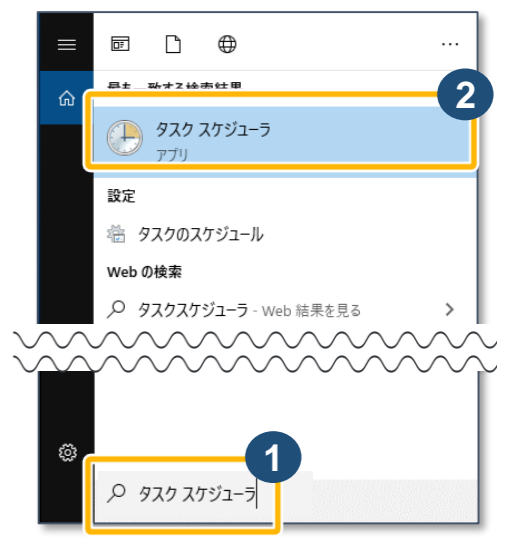 最も一致する検索結果
2
タスク スケジューラ
アプリ
設定
タスクのスケジュール
Web の検索
タスクスケジューラ - Web 結果を見る
1
タスク スケジューラ